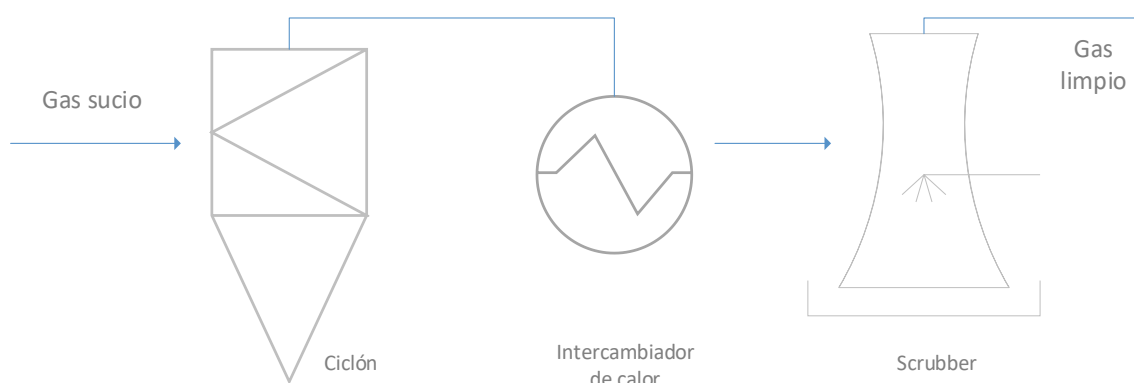 Gas sucio
Gas
limpio
Ciclón
Intercambiador
de calor
Scrubber